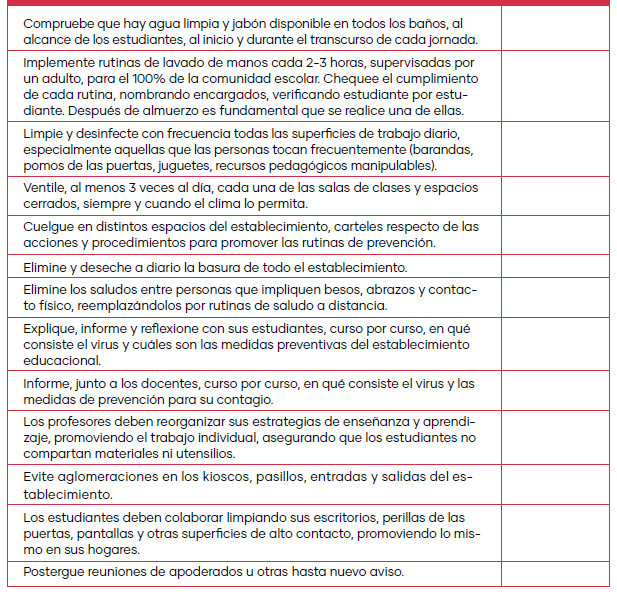 Compruebe que hay agua limpia y jabón disponible en todos los baños, al
alcance de los estudiantes, al inicio y durante el transcurso de cada jornada.
Implemente rutinas de lavado de manos cada 2-3 horas, supervisadas por
un adulto, para el 100% de la comunidad escolar. Chequee el cumplimiento
de cada rutina, nombrando encargados, verificando estudiante por estu-
diante. Después de almuerzo es fundamental que se realice una de ellas.
Limpie y desinfecte con frecuencia todas las superficies de trabajo diario,
especialmente aquellas que las personas tocan frecuentemente (barandas,
pomos de las puertas, juguetes, recursos pedagógicos manipulables).
Ventile, al menos 3 veces al día, cada una de las salas de clases y espacios
cerrados, siempre y cuando el clima lo permita.
Cuelgue en distintos espacios del establecimiento, carteles respecto de las
acciones y procedimientos para promover las rutinas de prevención.
Elimine y deseche a diario la basura de todo el establecimiento.
Elimine los saludos entre personas que impliquen besos, abrazos y contac-
to físico, reemplazándolos por rutinas de saludo a distancia.
Explique, informe y reflexione con sus estudiantes, curso por curso, en qué
consiste el virus y cuáles son las medidas preventivas del establecimiento
educacional.
Informe, junto a los docentes, curso por curso, en qué consiste el virus y las
medidas de prevención para su contagio.
Los profesores deben reorganizar sus estrategias de enseñanza y aprendi-
zaje, promoviendo el trabajo individual, asegurando que los estudiantes no
compartan materiales ni utensilios.
Evite aglomeraciones en los kioscos, pasillos, entradas y salidas del es-
tablecimiento.
Los estudiantes deben colaborar limpiando sus escritorios, perillas de las
puertas, pantallas y otras superficies de alto contacto, promoviendo lo mis-
mo en sus hogares.
Postergue reuniones de apoderados u otras hasta nuevo aviso.